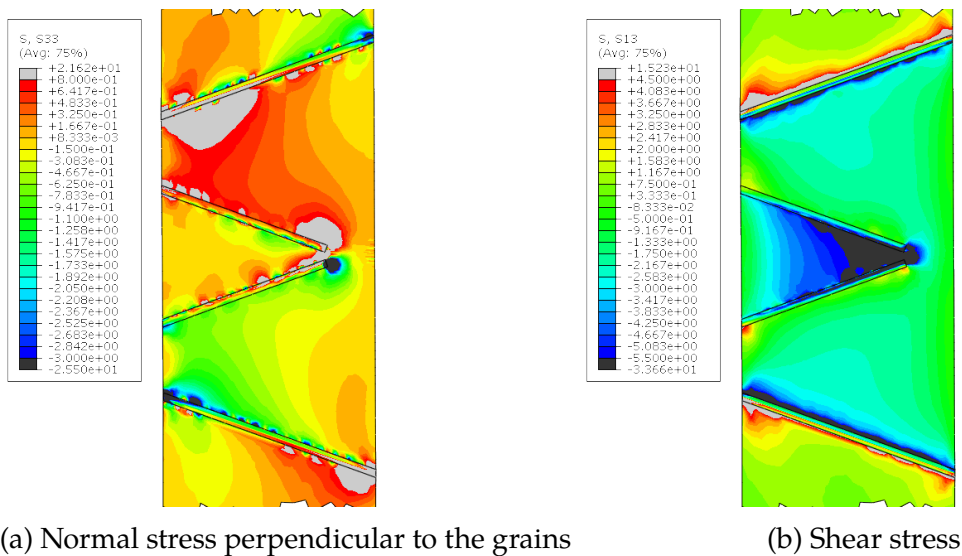 S, S33
(Avg: 75%)
+2.162e+01
+8.000e-01
+6.417e-01
+4.833e-01
+3.250e-01
+1.667e-01
+8.333e-03
-1.500e-01
-3.083e-01
-4.667e-01
-6.250e-01
-7.833e-01
-9.417e-01
-1.100e+00
-1.258e+00
-1.417e+00
-1.575e+00
-1.733e+00
-1.892e+00
-2.050e+00
-2.208e+00
-2.367e+00
-2.525e+00
-2.683e+00
-2.842e+00
-3.000e+00
-2.550e+01
S, S13
(Avg: 75%)
+1.523e+01
+4.500e+00
+4.083e+00
+3.667e+00
+3.250e+00
+2.833e+00
+2.417e+00
+2.000e+00
+1.583e+00
+1.167e+00
+7.500e-01
+3.333e-01
-8.333e-02
-5.000e-01
-9.167e-01
-1.333e+00
-1.750e+00
-2.167e+00
-2.583e+00
-3.000e+00
-3.417e+00
-3.833e+00
-4.250e+00
-4.667e+00
-5.083e+00
-5.500e+00
-3.366e+01
(a) Normal stress perpendicular to the grains
(b) Shear stress